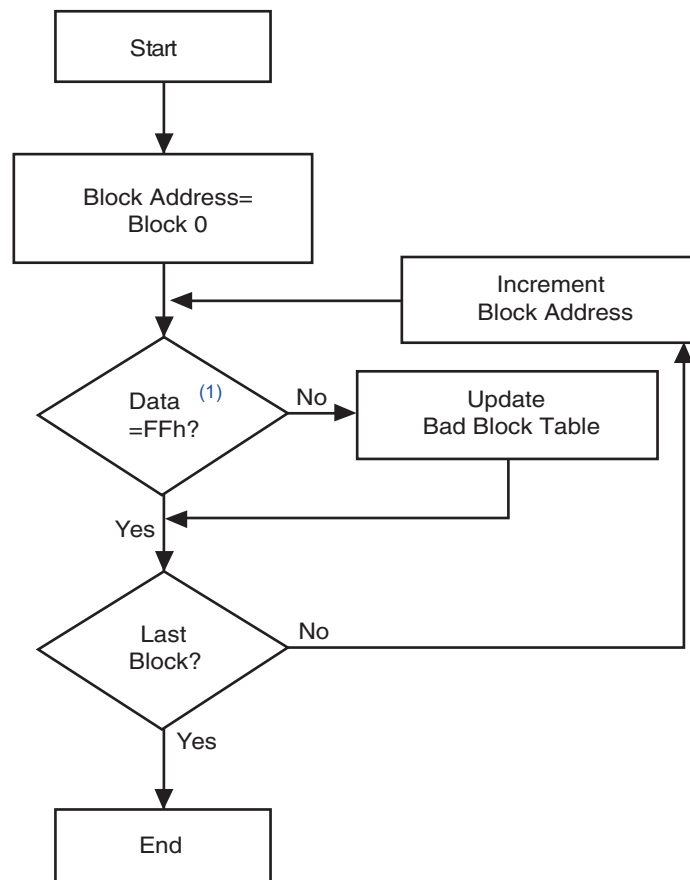 Start
Block Address=
Block 0
Increment
Block Address
Data (1)
=FFh?
No
Update
Bad Block Table
Yes
Last
Block?
No
Yes
End